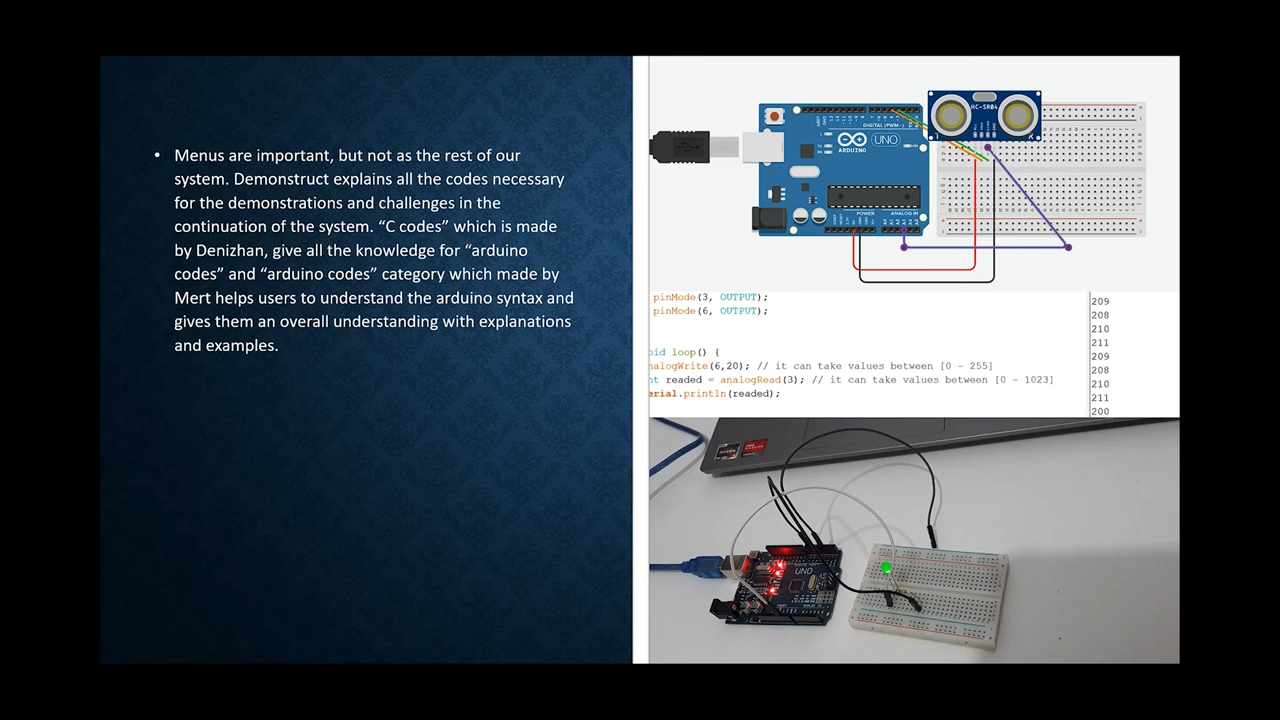 Menus are important, but not as the rest of our
system. Demonstruct explains all the codes necessary
for the demonstrations and challenges in the
continuation of the system. “C codes” which is made
by Denizhan, give all the knowledge for “arduino
codes” and “arduino codes” category which made by
Mert helps users to understand the arduino syntax and
gives them an overall understanding with explanations
and examples.
HC-SR04
DIGITAL (PWM~)
UNO
ARDUINO
POWER
ANALOG IN
pinMode(3, OUTPUT);
pinMode(6, OUTPUT);
oid loop() {
nalogWrite(6,20); // it can take values between [0 - 255]
nt readed = analogRead(3); // it can take values between [0 - 1023]
erial.println(readed);
209
208
210
211
209
208
210
211
200
UNO